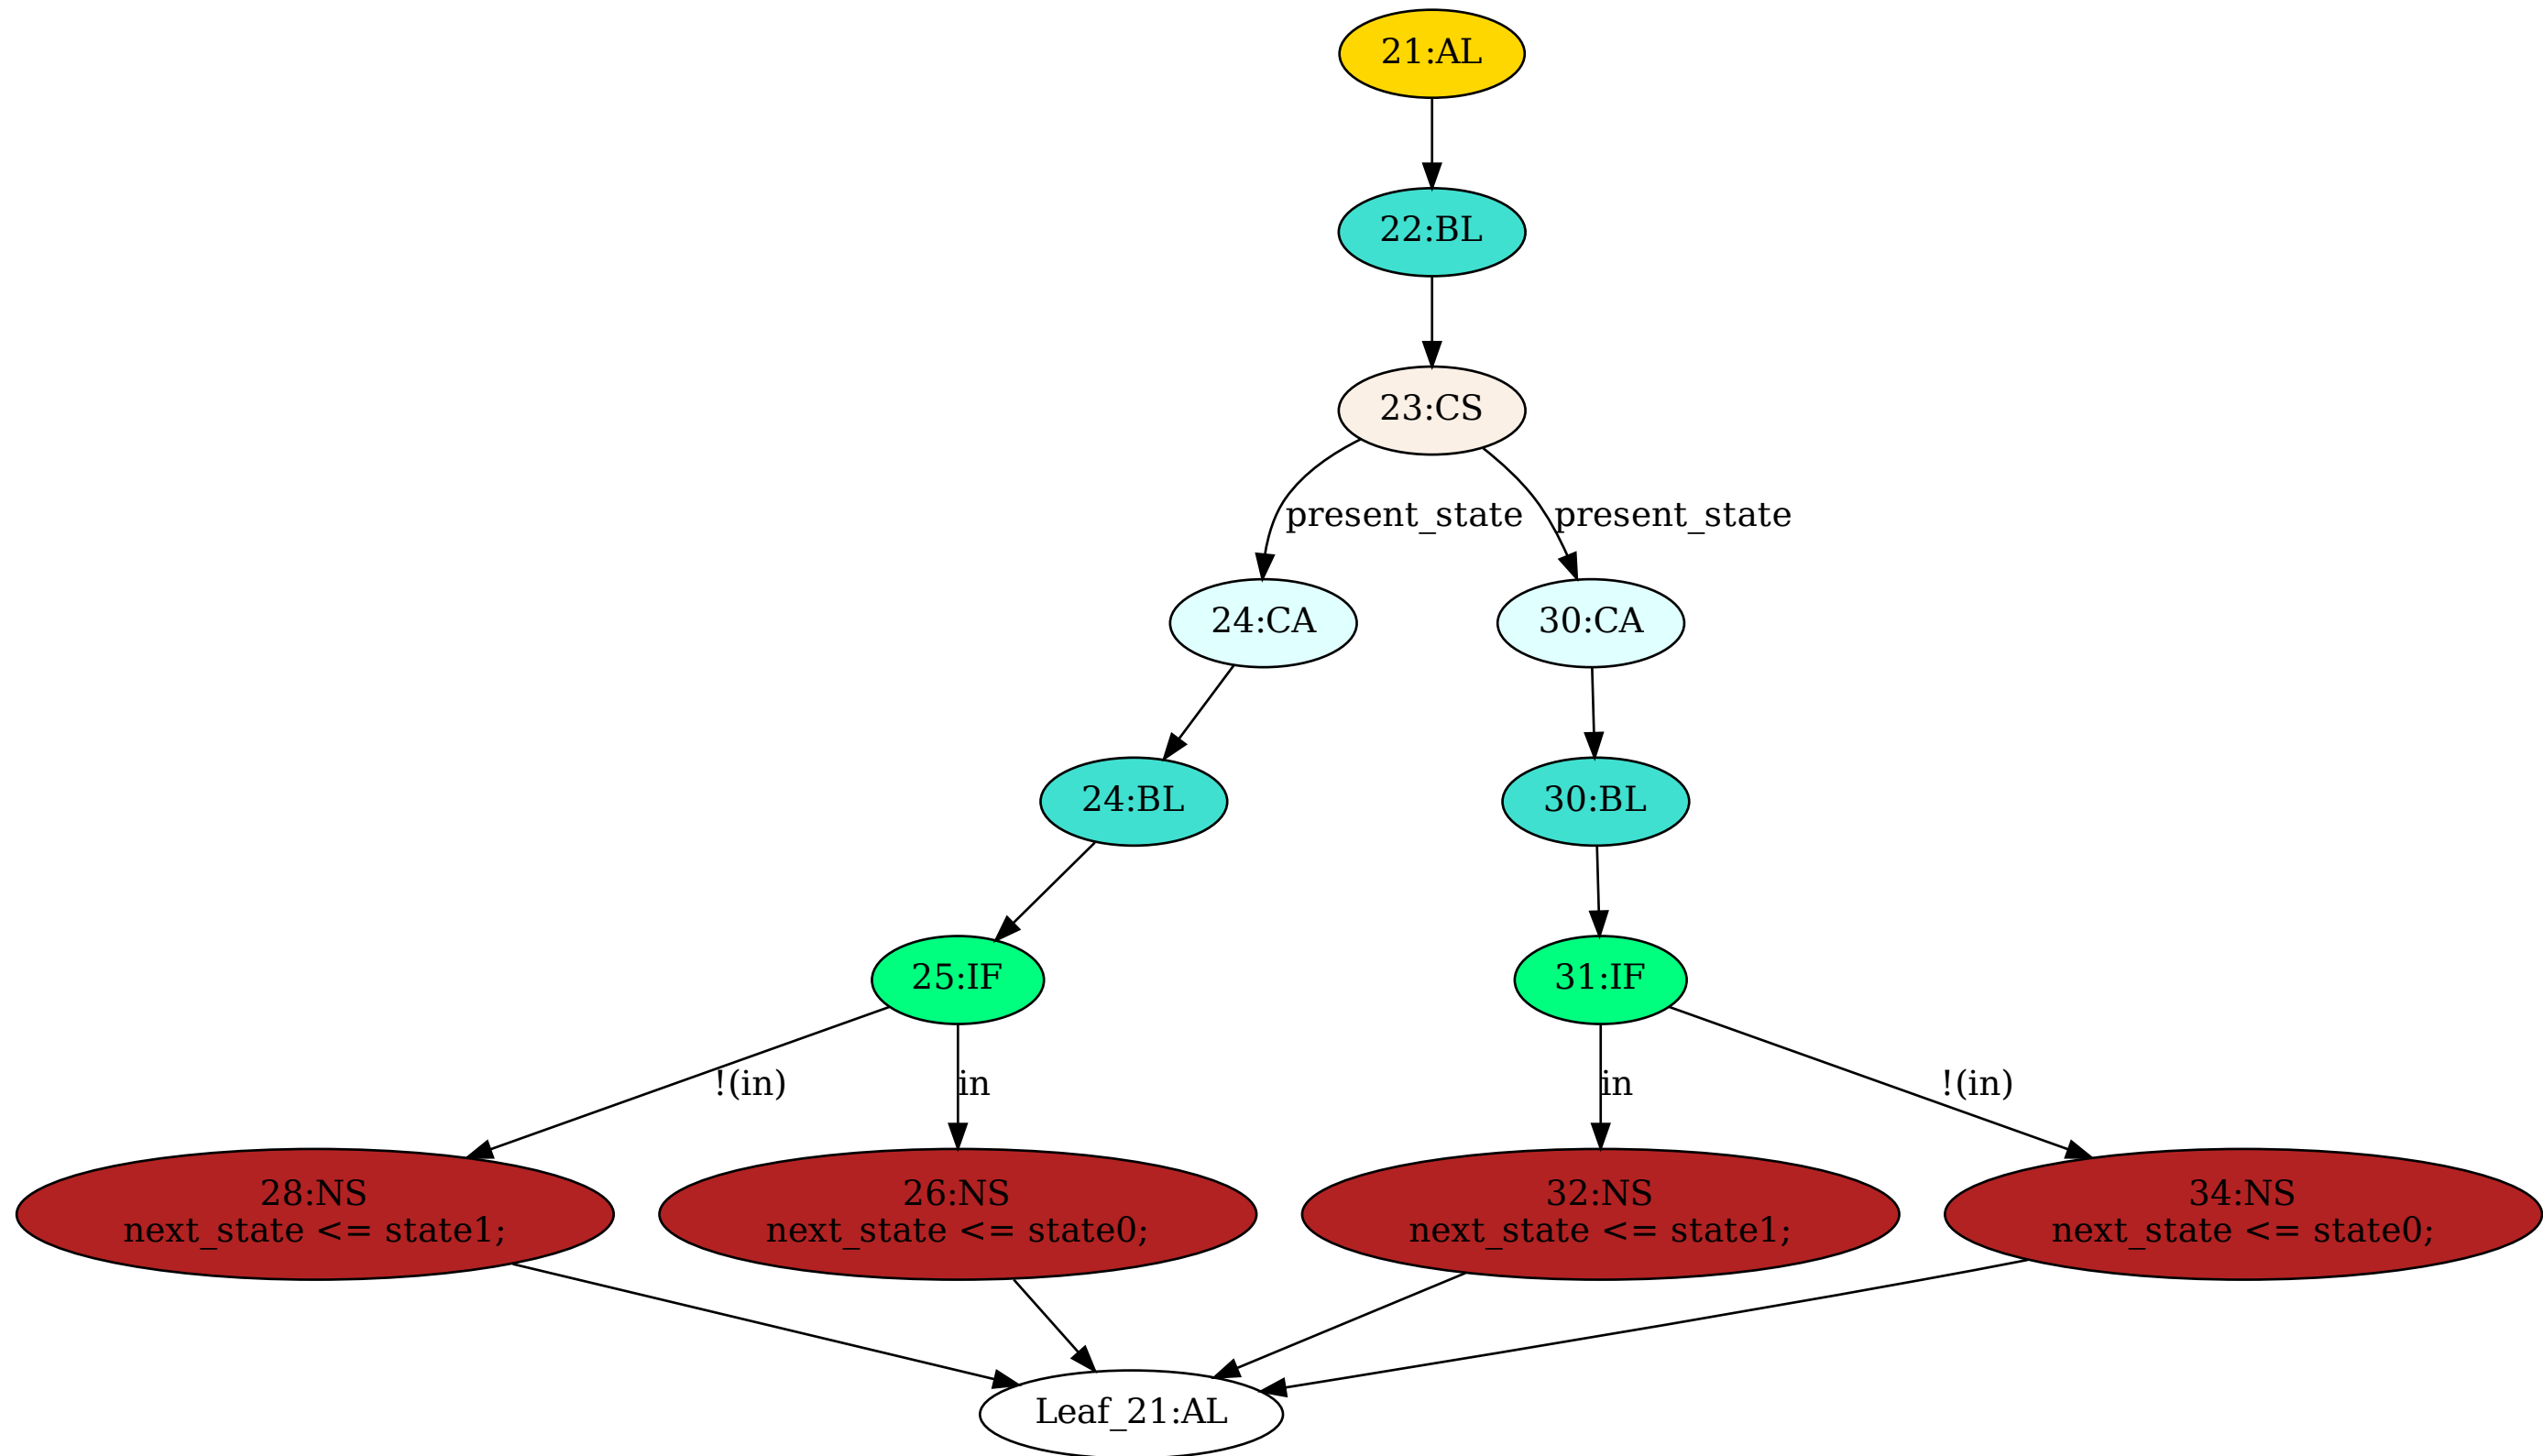 21:AL
22:BL
23:CS
present_state
present_state
24:CA
30:CA
24:BL
30:BL
25:IF
31:IF
!(in)
in
in
!(in)
28:NS
next_state <= state1;
26:NS
next_state <= state0;
32:NS
next_state <= state1;
34:NS
next_state <= state0;
Leaf_21:AL